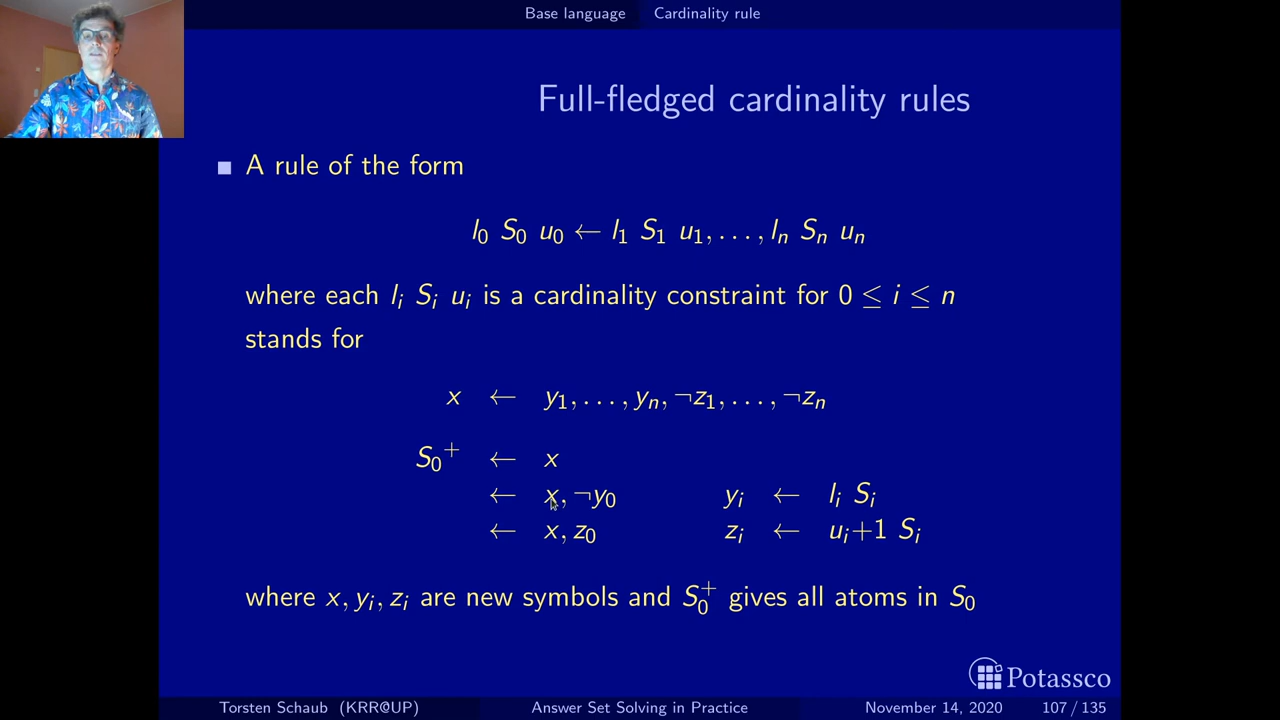 Base language Cardinality rule
Full-fledged cardinality rules
A rule of the form
l₀ S₀ u₀ ← l₁ S₁ u₁, . . . , lₙ Sₙ uₙ
where each lᵢ Sᵢ uᵢ is a cardinality constraint for 0 ≤ i ≤ n
stands for
x ← y₁, . . . , yₙ, ¬z₁, . . . , ¬zₙ
S₀⁺ ← x
← x, ¬y₀ yᵢ ← lᵢ Sᵢ
← x, z₀ zᵢ ← uᵢ+1 Sᵢ
where x, yᵢ, zᵢ are new symbols and S₀⁺ gives all atoms in S₀
Potassco
Torsten Schaub (KRR@UP) Answer Set Solving in Practice November 14, 2020 107 / 135